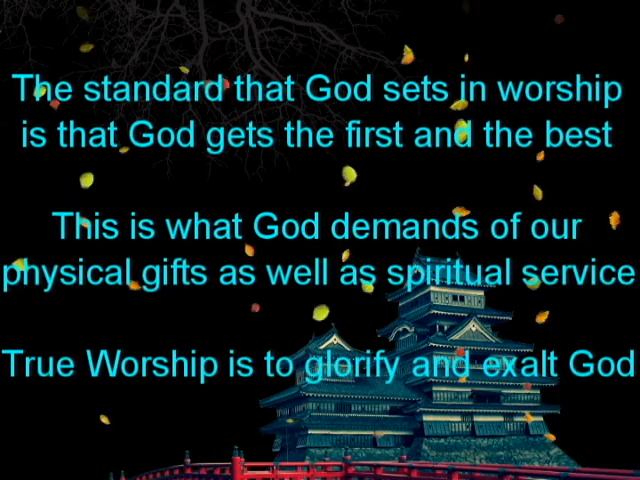 The standard that God sets in worship
is that God gets the first and the best
This is what God demands of our
physical gifts as well as spiritual service
True Worship is to glorify and exalt God